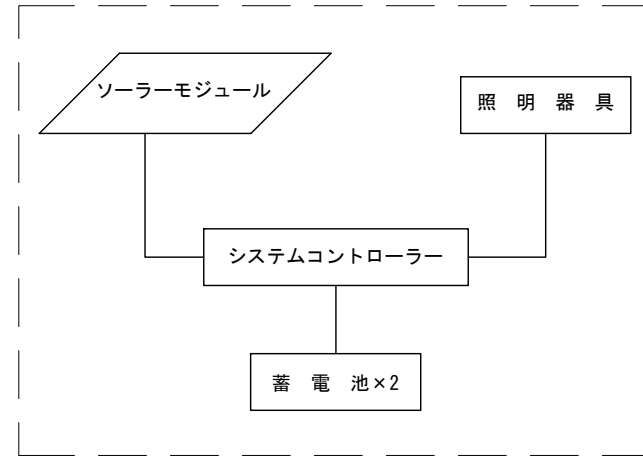 ソーラーモジュール
照　明　器　具
システムコントローラー
蓄　電　池×2